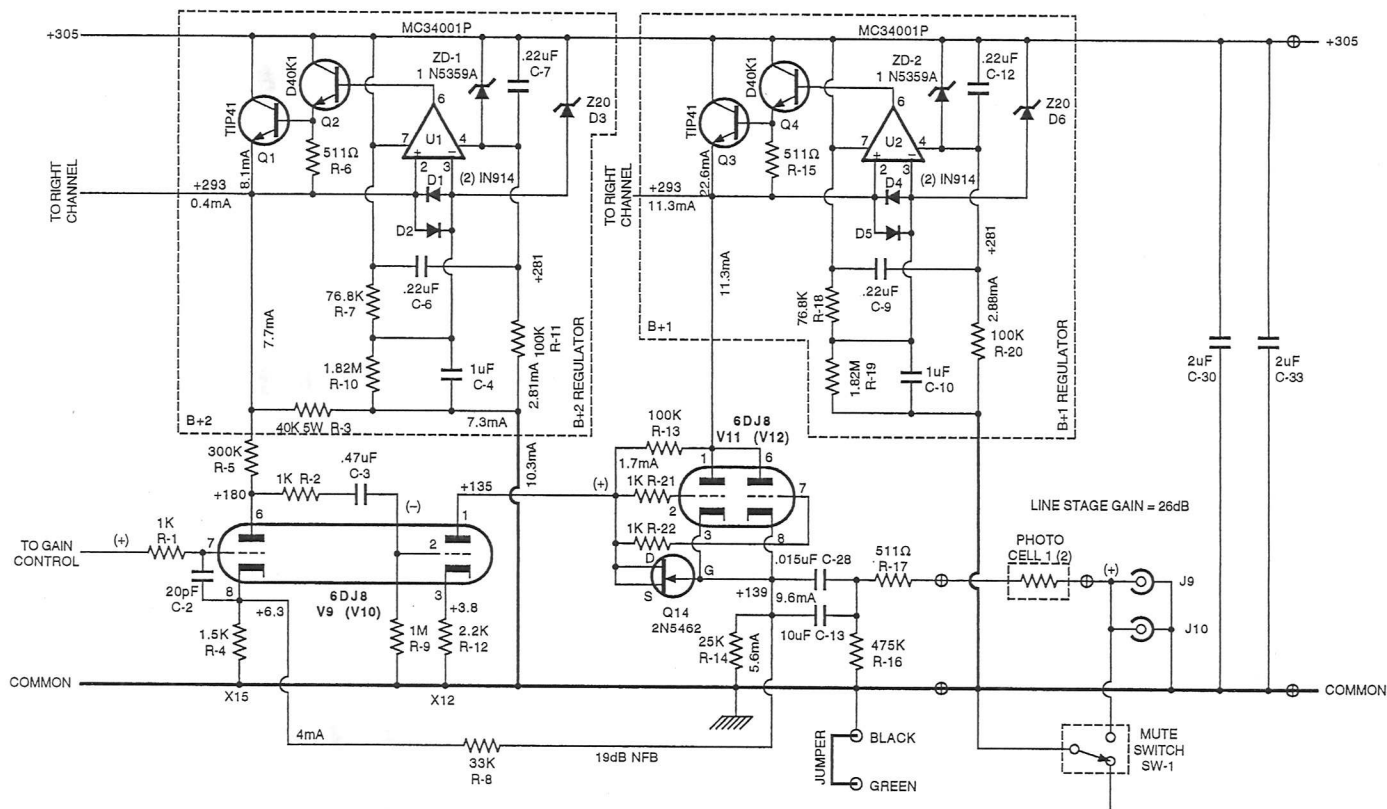 MC34001P
MC34001P
+305
+305
.22uF
C-7
ZD-1
1 N5359A
D40K1
Q2
TIP41
Q1
8.1mA
511Ω
R-6
6
7
U1
4
+
−
2
3
(2) IN914
D1
D2
Z20
D3
TO RIGHT
CHANNEL
+293
0.4mA
7.7mA
.22uF
C-6
+281
76.8K
R-7
1.82M
R-10
1uF
C-4
100K
R-11
2.81mA
B+2 REGULATOR
B+2
40K 5W R-3
7.3mA
10.3mA
.22uF
C-12
ZD-2
1 N5359A
D40K1
Q4
TIP41
Q3
22.6mA
511Ω
R-15
6
7
U2
4
+
−
2
3
(2) IN914
D4
D5
Z20
D6
TO RIGHT
CHANNEL
+293
11.3mA
11.3mA
.22uF
C-9
+281
2.88mA
76.8K
R-18
1.82M
R-19
1uF
C-10
100K
R-20
B+1
B+1 REGULATOR
2uF
C-30
2uF
C-33
300K
R-5
+180
1K R-2
.47uF
C-3
(−)
+135
(+)
TO GAIN
CONTROL
(+)
1K
R-1
20pF
C-2
7
6
8
2
1
3
6DJ8
V9 (V10)
+6.3
+3.8
1.5K
R-4
1M
R-9
2.2K
R-12
X15
X12
100K
R-13
1.7mA
6DJ8
V11 (V12)
1K R-21
1K R-22
1
6
2
7
3
8
D
S
G
Q14
2N5462
.015uF C-28
+139
9.6mA
10uF C-13
511Ω
R-17
25K
R-14
5.6mA
475K
R-16
LINE STAGE GAIN = 26dB
PHOTO
CELL 1 (2)
(+)
J9
J10
COMMON
COMMON
4mA
33K
R-8
19dB NFB
JUMPER
BLACK
GREEN
MUTE
SWITCH
SW-1